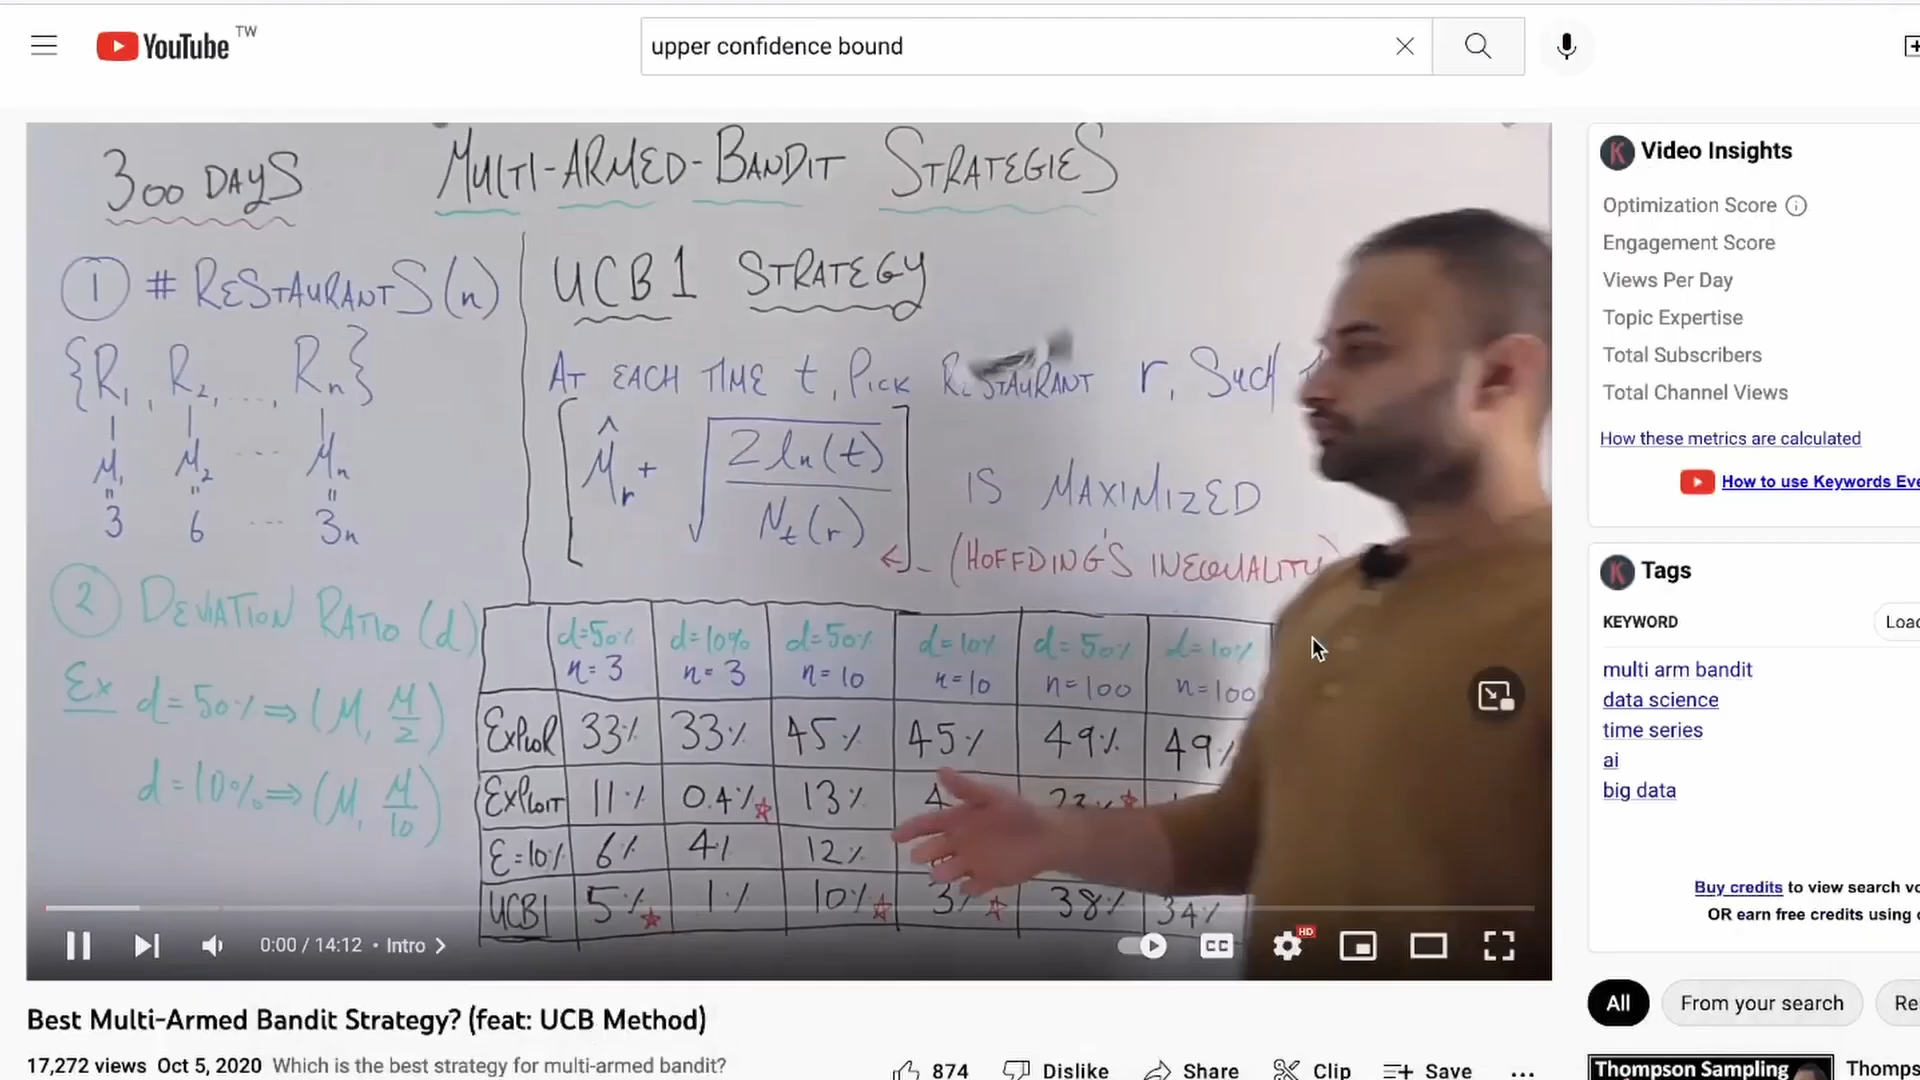 YouTube TW
upper confidence bound
300 DAYS
MULTI-ARMED-BANDIT STRATEGIES
① # RESTAURANTS (n)
{R₁, R₂, ..., Rₙ}
M₁ M₂ ... Mₙ
" " "
3 6 ... 3n
② DEVIATION RATIO (d)
Ex d=50% ⇒ (M, M/2)
d=10% ⇒ (M, M/10)
UCB1 STRATEGY
AT EACH TIME t, PICK RESTAURANT r, SUCH
[M̂ᵣ + √(2 ln(t) / Nₜ(r))] IS MAXIMIZED
← (HOFFDING'S INEQUALITY)
d=50% d=10% d=50% d=10% d=50% d=10%
n=3 n=3 n=10 n=10 n=100 n=100
EXPLOR 33% 33% 45% 45% 49% 49%
EXPLOIT 11% 0.4% 13% 4
ε=10% 6% 4% 12%
UCB1 5% 1% 10% 3% 38% 34%
0:00 / 14:12 • Intro
CC
HD
Best Multi-Armed Bandit Strategy? (feat: UCB Method)
17,272 views Oct 5, 2020 Which is the best strategy for multi-armed bandit?
874 Dislike Share Clip Save ...
K Video Insights
Optimization Score i
Engagement Score
Views Per Day
Topic Expertise
Total Subscribers
Total Channel Views
How these metrics are calculated
How to use Keywords Eve
K Tags
KEYWORD Loa
multi arm bandit
data science
time series
ai
big data
Buy credits to view search vo
OR earn free credits using
All From your search Re
Thompson Sampling Thomps